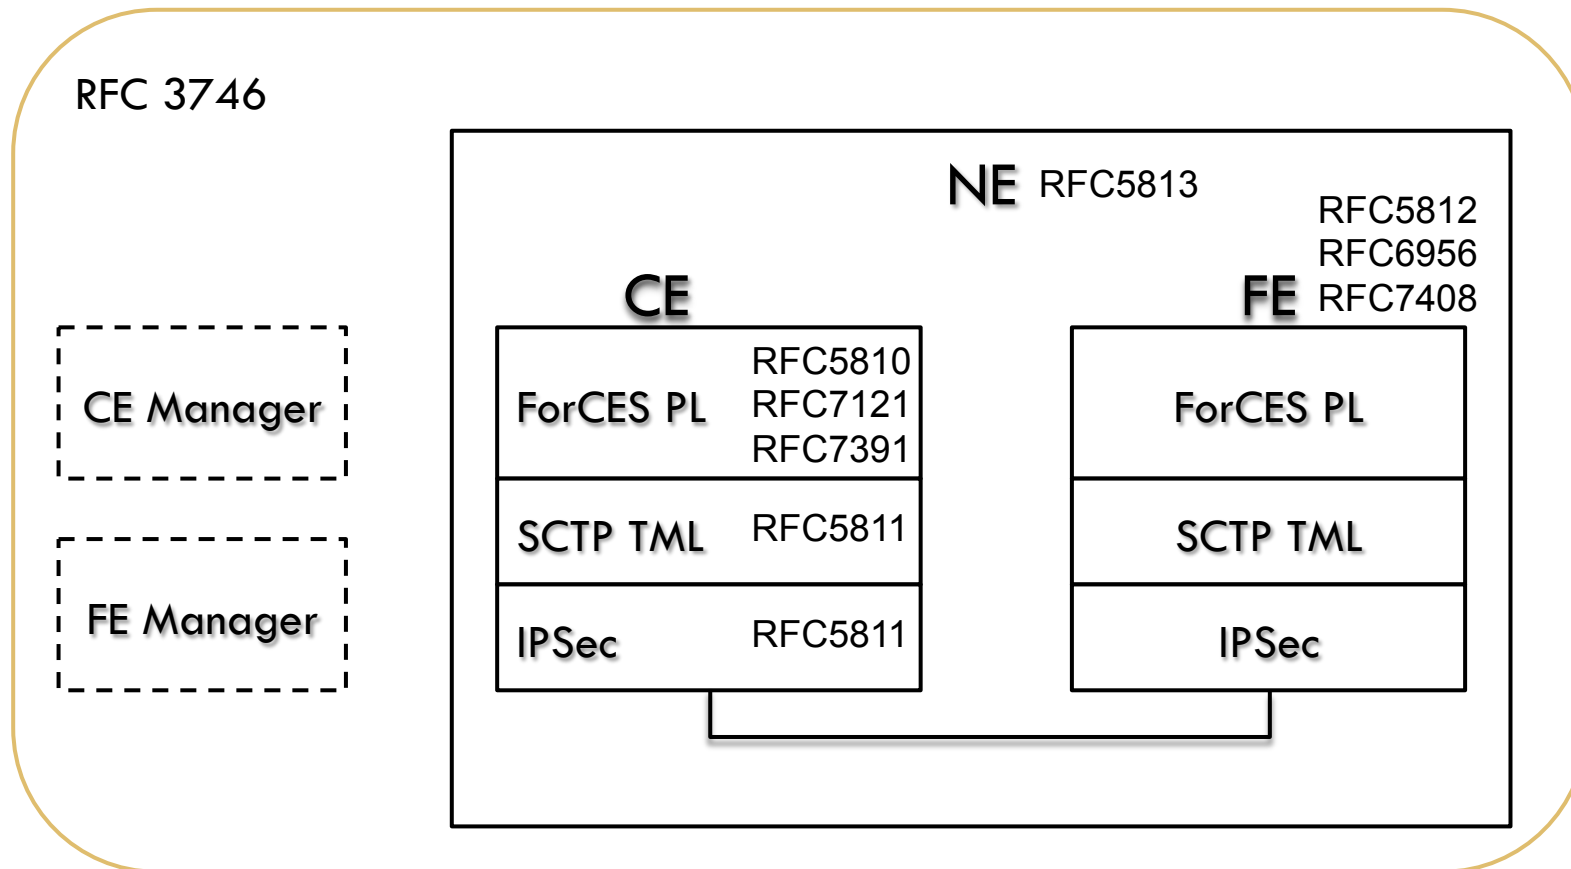 RFC 3746
NE RFC5813
RFC5812
RFC6956
RFC7408
CE
FE
CE Manager
FE Manager
ForCES PL
RFC5810
RFC7121
RFC7391
SCTP TML RFC5811
IPSec RFC5811
ForCES PL
SCTP TML
IPSec